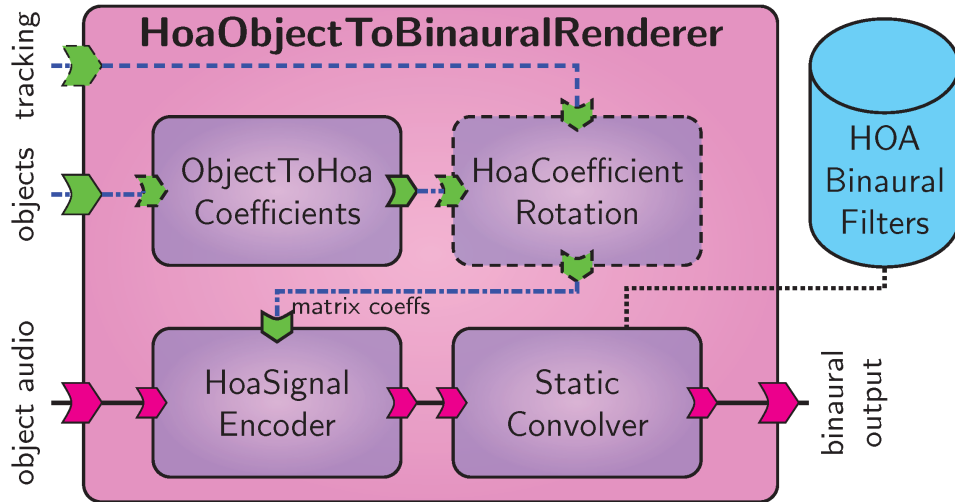 HoaObjectToBinauralRenderer
tracking
objects
object audio
ObjectToHoa
Coefficients
HoaCoefficient
Rotation
HOA
Binaural
Filters
matrix coeffs
HoaSignal
Encoder
Static
Convolver
binaural
output